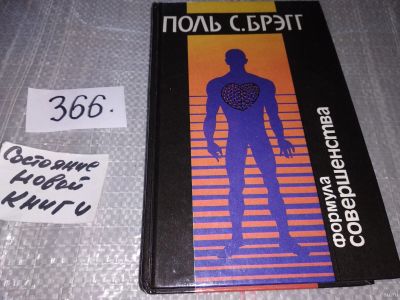 ПОЛЬ С.БРЭГГ
366.
Состояние
новой
книги
формула
совершенства